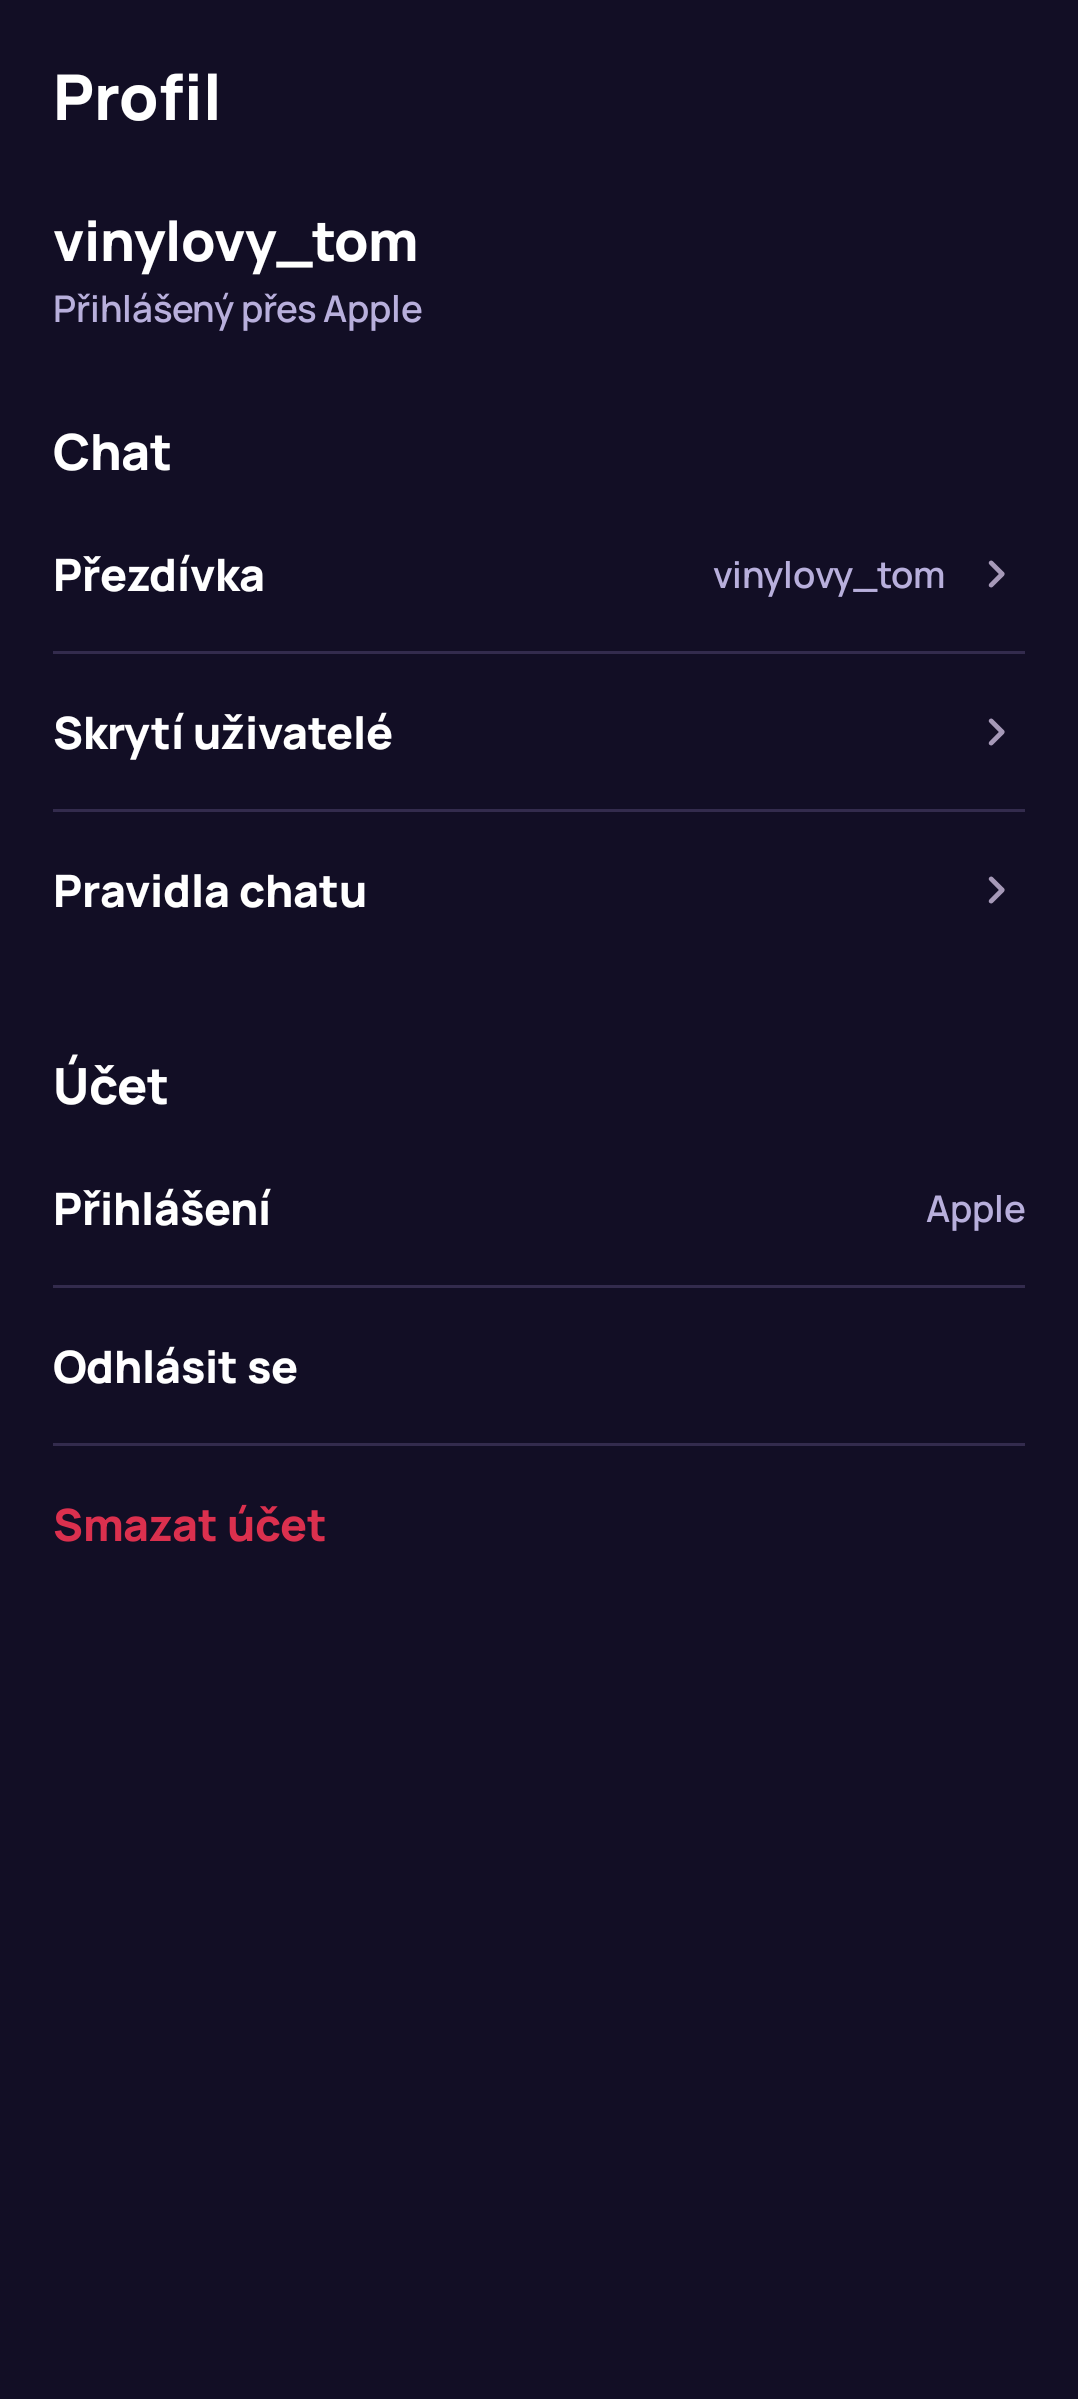 Profil
vinylovy_tom
Přihlášený přes Apple
Chat
Přezdívka vinylovy_tom
Skrytí uživatelé
Pravidla chatu
Účet
Přihlášení Apple
Odhlásit se
Smazat účet